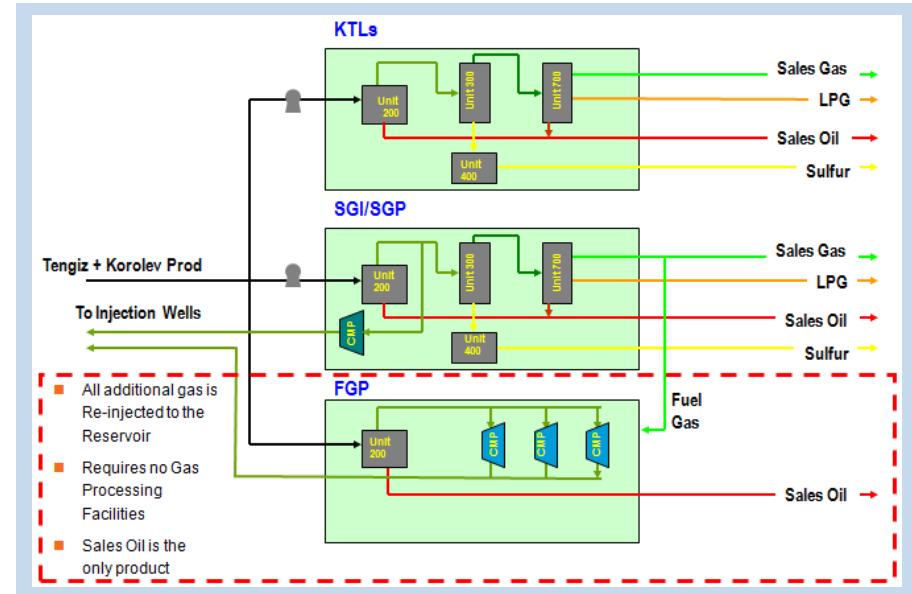 KTLs
Unit
200
Unit 300
Unit 700
Unit
400
Sales Gas
LPG
Sales Oil
Sulfur
SGI/SGP
Tengiz + Korolev Prod
To Injection Wells
Unit
200
CMP
Unit 300
Unit 700
Unit
400
Sales Gas
LPG
Sales Oil
Sulfur
FGP
Fuel
Gas
Unit
200
CMP
CMP
CMP
Sales Oil
All additional gas is
Re-injected to the
Reservoir
Requires no Gas
Processing
Facilities
Sales Oil is the
only product